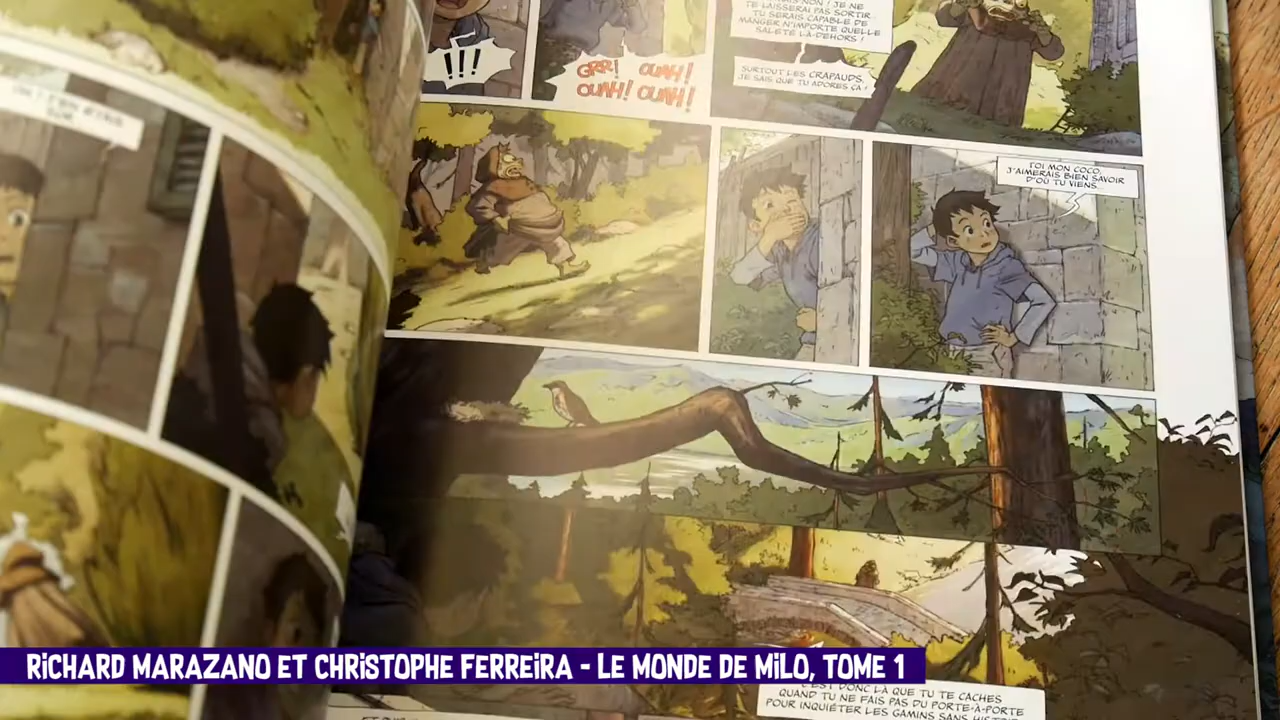 TE LAISSERAI PAS SORTIR.
TU SERAIS CAPABLE DE
MANGER N'IMPORTE QUELLE
SALETÉ LÀ-DEHORS !
!!!
GRR! OUAH!
OUAH! OUAH!
SURTOUT LES CRAPAUDS,
JE SAIS QUE TU ADORES ÇA !
TOI MON COCO,
J'AIMERAIS BIEN SAVOIR
D'OÙ TU VIENS...
C'EST DONC LÀ QUE TU TE CACHES
QUAND TU NE FAIS PAS DU PORTE-À-PORTE
POUR INQUIÉTER LES GAMINS SANS
RICHARD MARAZANO ET CHRISTOPHE FERREIRA - LE MONDE DE MILO, TOME 1